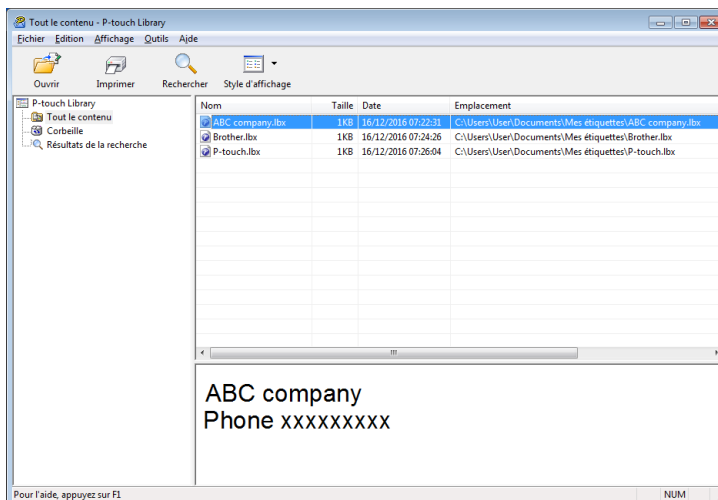 Tout le contenu - P-touch Library
Fichier Edition Affichage Outils Aide
Ouvrir Imprimer Rechercher Style d'affichage
P-touch Library
Tout le contenu
Corbeille
Résultats de la recherche
Nom Taille Date Emplacement
ABC company.lbx 1KB 16/12/2016 07:22:31 C:\Users\User\Documents\Mes étiquettes\ABC company.lbx
Brother.lbx 1KB 16/12/2016 07:24:26 C:\Users\User\Documents\Mes étiquettes\Brother.lbx
P-touch.lbx 1KB 16/12/2016 07:26:04 C:\Users\User\Documents\Mes étiquettes\P-touch.lbx
ABC company
Phone xxxxxxxxx
Pour l'aide, appuyez sur F1 NUM